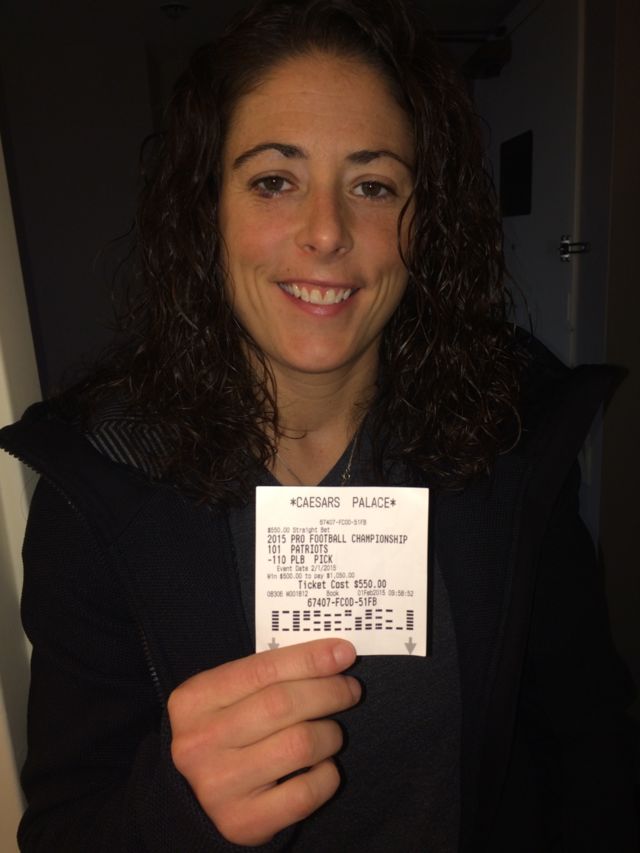 *CAESARS PALACE*
67407-FC0D-51FB
$550.00 Straight Bet
2015 PRO FOOTBALL CHAMPIONSHIP
101 PATRIOTS
-110 PLB PICK
Event Date 2/1/2015
Win $500.00 to pay $1,050.00
Ticket Cost $550.00
08306 W001812 Book 01Feb2015 09:58:52
67407-FC0D-51FB